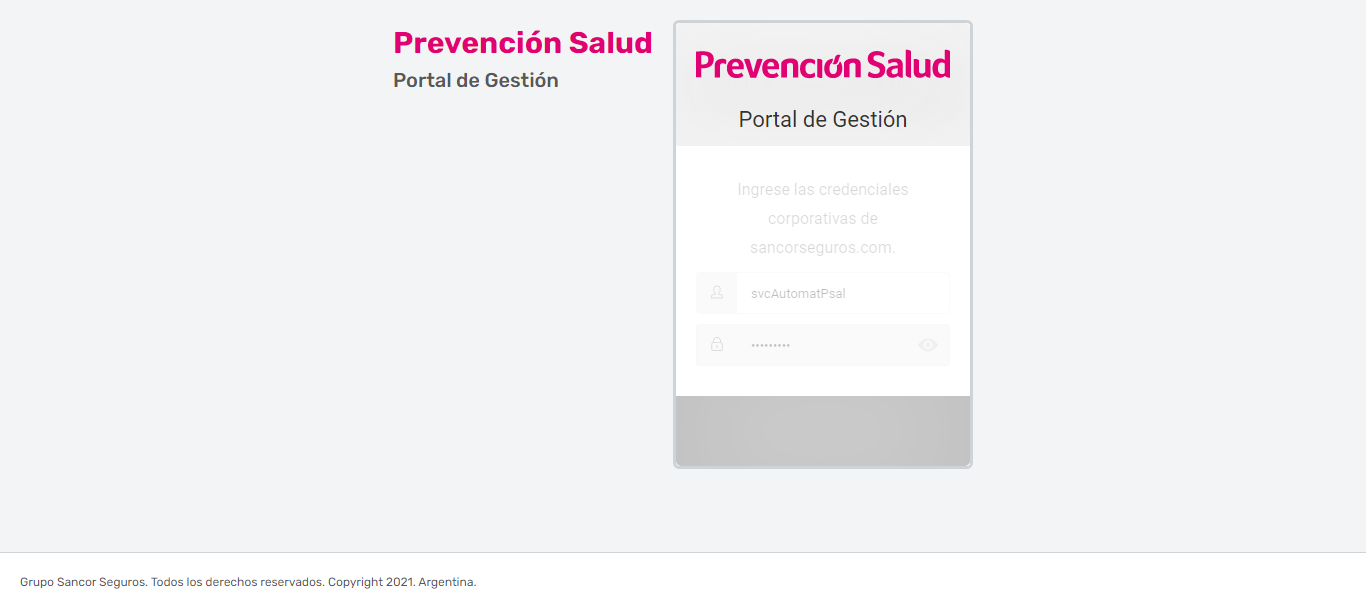 Prevención Salud
Portal de Gestión
Prevención Salud
Portal de Gestión
Ingrese las credenciales
corporativas de
sancorseguros.com.
svcAutomatPsal
•••••••••
Grupo Sancor Seguros. Todos los derechos reservados. Copyright 2021. Argentina.